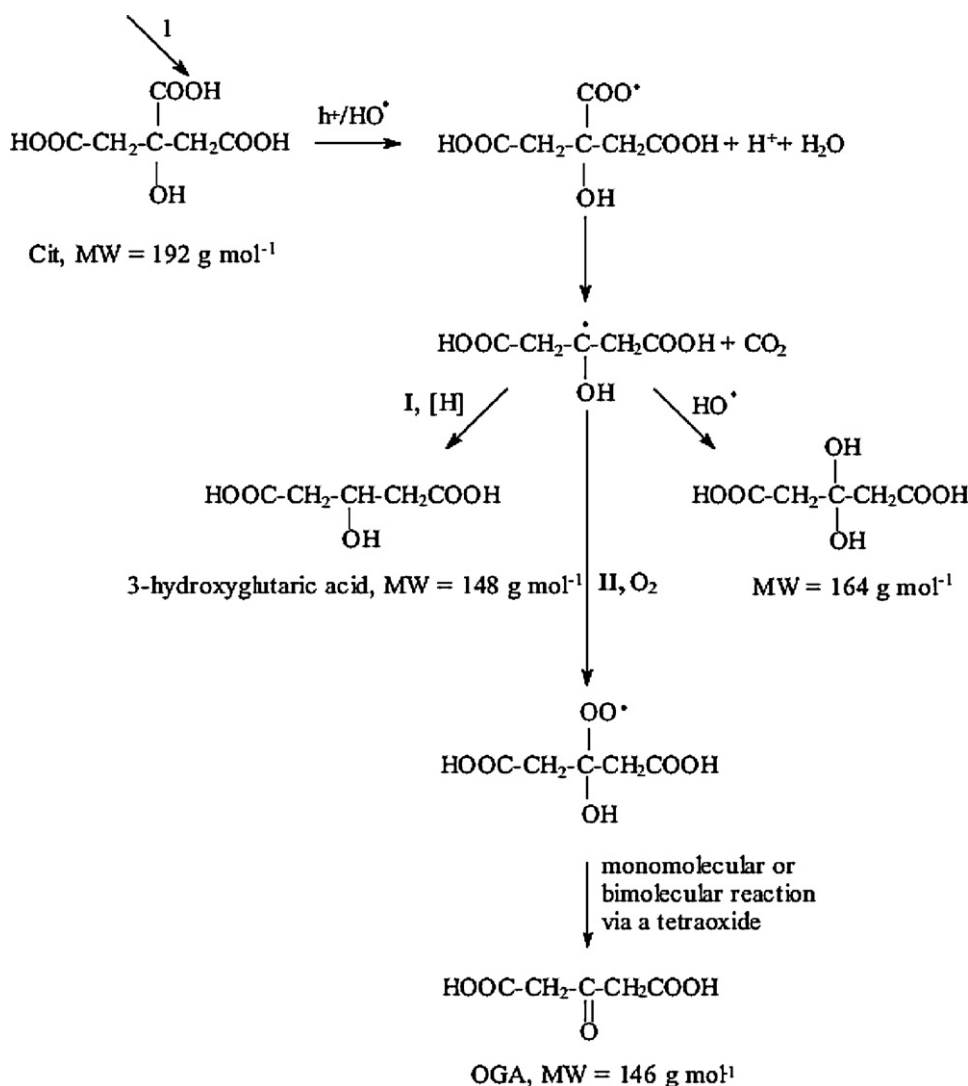 1
COOH
HOOC-CH₂-C-CH₂COOH
OH
Cit, MW = 192 g mol⁻¹
h+/HO•
COO•
HOOC-CH₂-C-CH₂COOH + H⁺+ H₂O
OH
HOOC-CH₂-Ċ-CH₂COOH + CO₂
OH
I, [H]
HO•
HOOC-CH₂-CH-CH₂COOH
OH
3-hydroxyglutaric acid, MW = 148 g mol⁻¹
II, O₂
OH
HOOC-CH₂-C-CH₂COOH
OH
MW = 164 g mol⁻¹
OO•
HOOC-CH₂-C-CH₂COOH
OH
monomolecular or
bimolecular reaction
via a tetraoxide
HOOC-CH₂-C-CH₂COOH
O
OGA, MW = 146 g mol¹